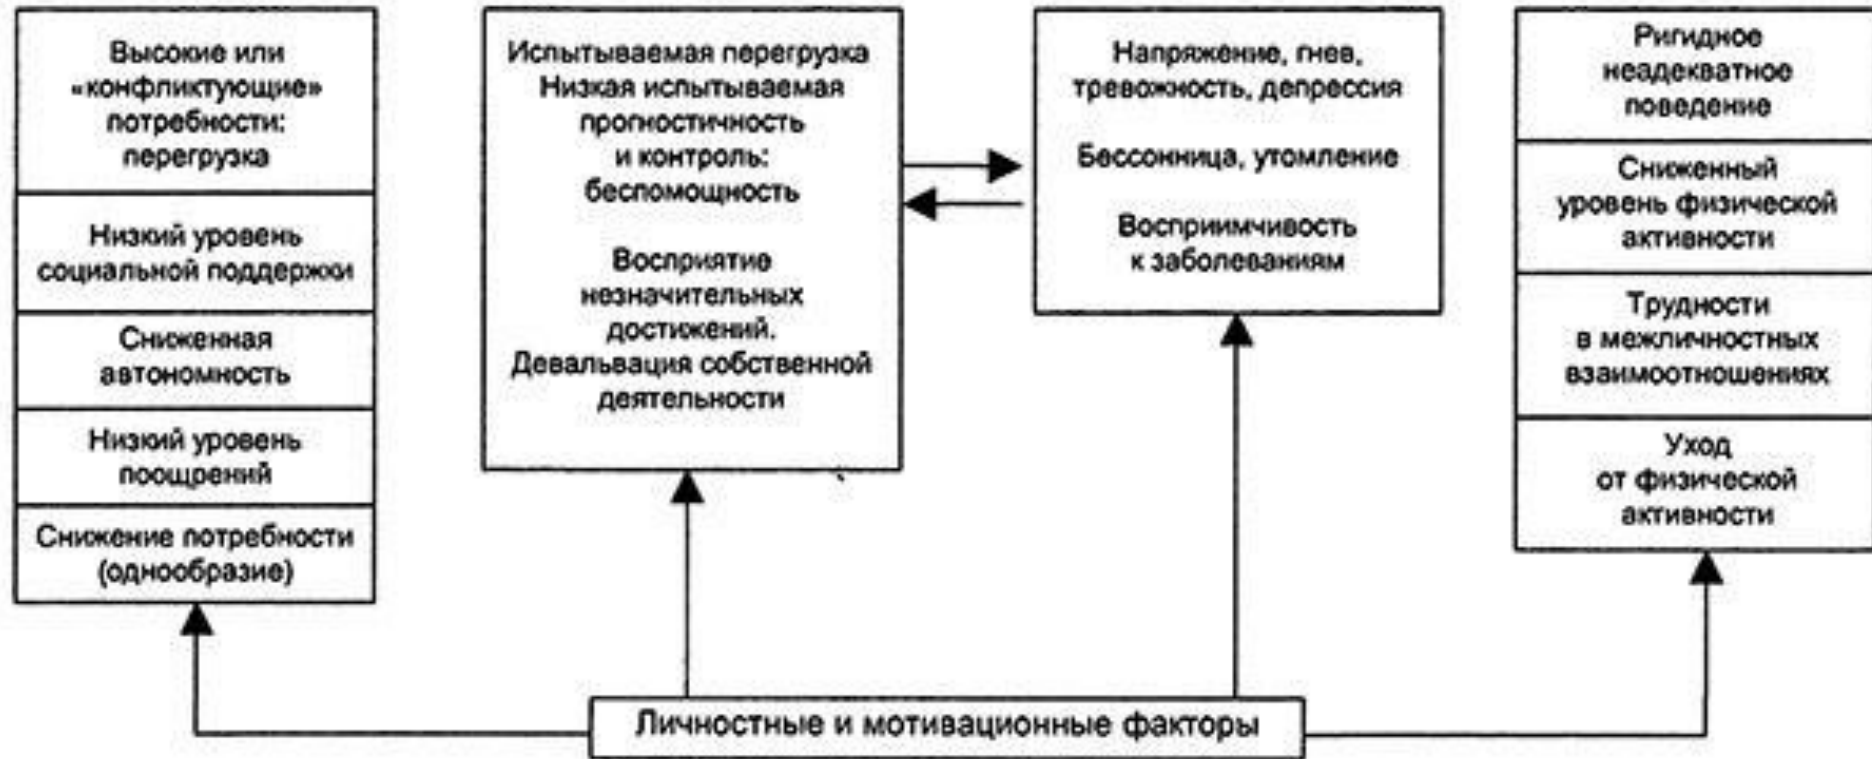 Высокие или
«конфликтующие»
потребности:
перегрузка
Низкий уровень
социальной поддержки
Сниженная
автономность
Низкий уровень
поощрений
Снижение потребности
(однообразие)
Испытываемая перегрузка
Низкая испытываемая
прогностичность
и контроль:
беспомощность
Восприятие
незначительных
достижений.
Девальвация собственной
деятельности
Напряжение, гнев,
тревожность, депрессия
Бессонница, утомление
Восприимчивость
к заболеваниям
Ригидное
неадекватное
поведение
Сниженный
уровень физической
активности
Трудности
в межличностных
взаимоотношениях
Уход
от физической
активности
Личностные и мотивационные факторы